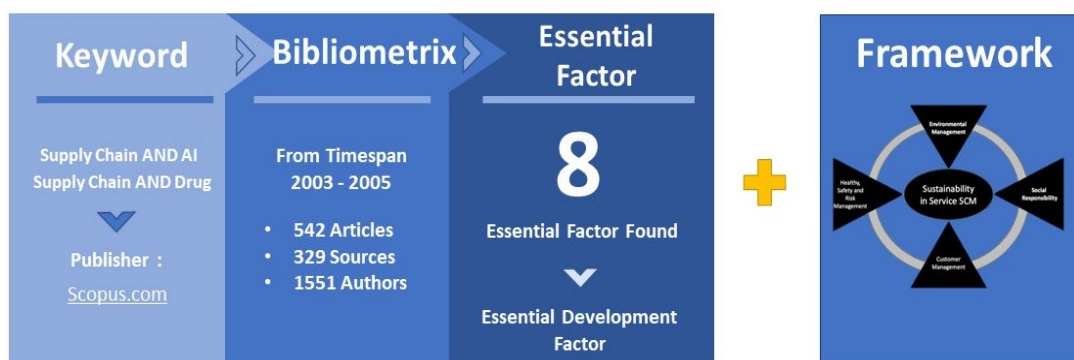 Keyword
Supply Chain AND AI
Supply Chain AND Drug
Publisher :
Scopus.com
Bibliometrix
From Timespan
2003 - 2005
• 542 Articles
• 329 Sources
• 1551 Authors
Essential
Factor
8
Essential Factor Found
Essential Development
Factor
Framework
Environmental
Management
Healthy,
Safety and
Risk
Management
Sustainability
in Service SCM
Social
Responsibility
Customer
Management